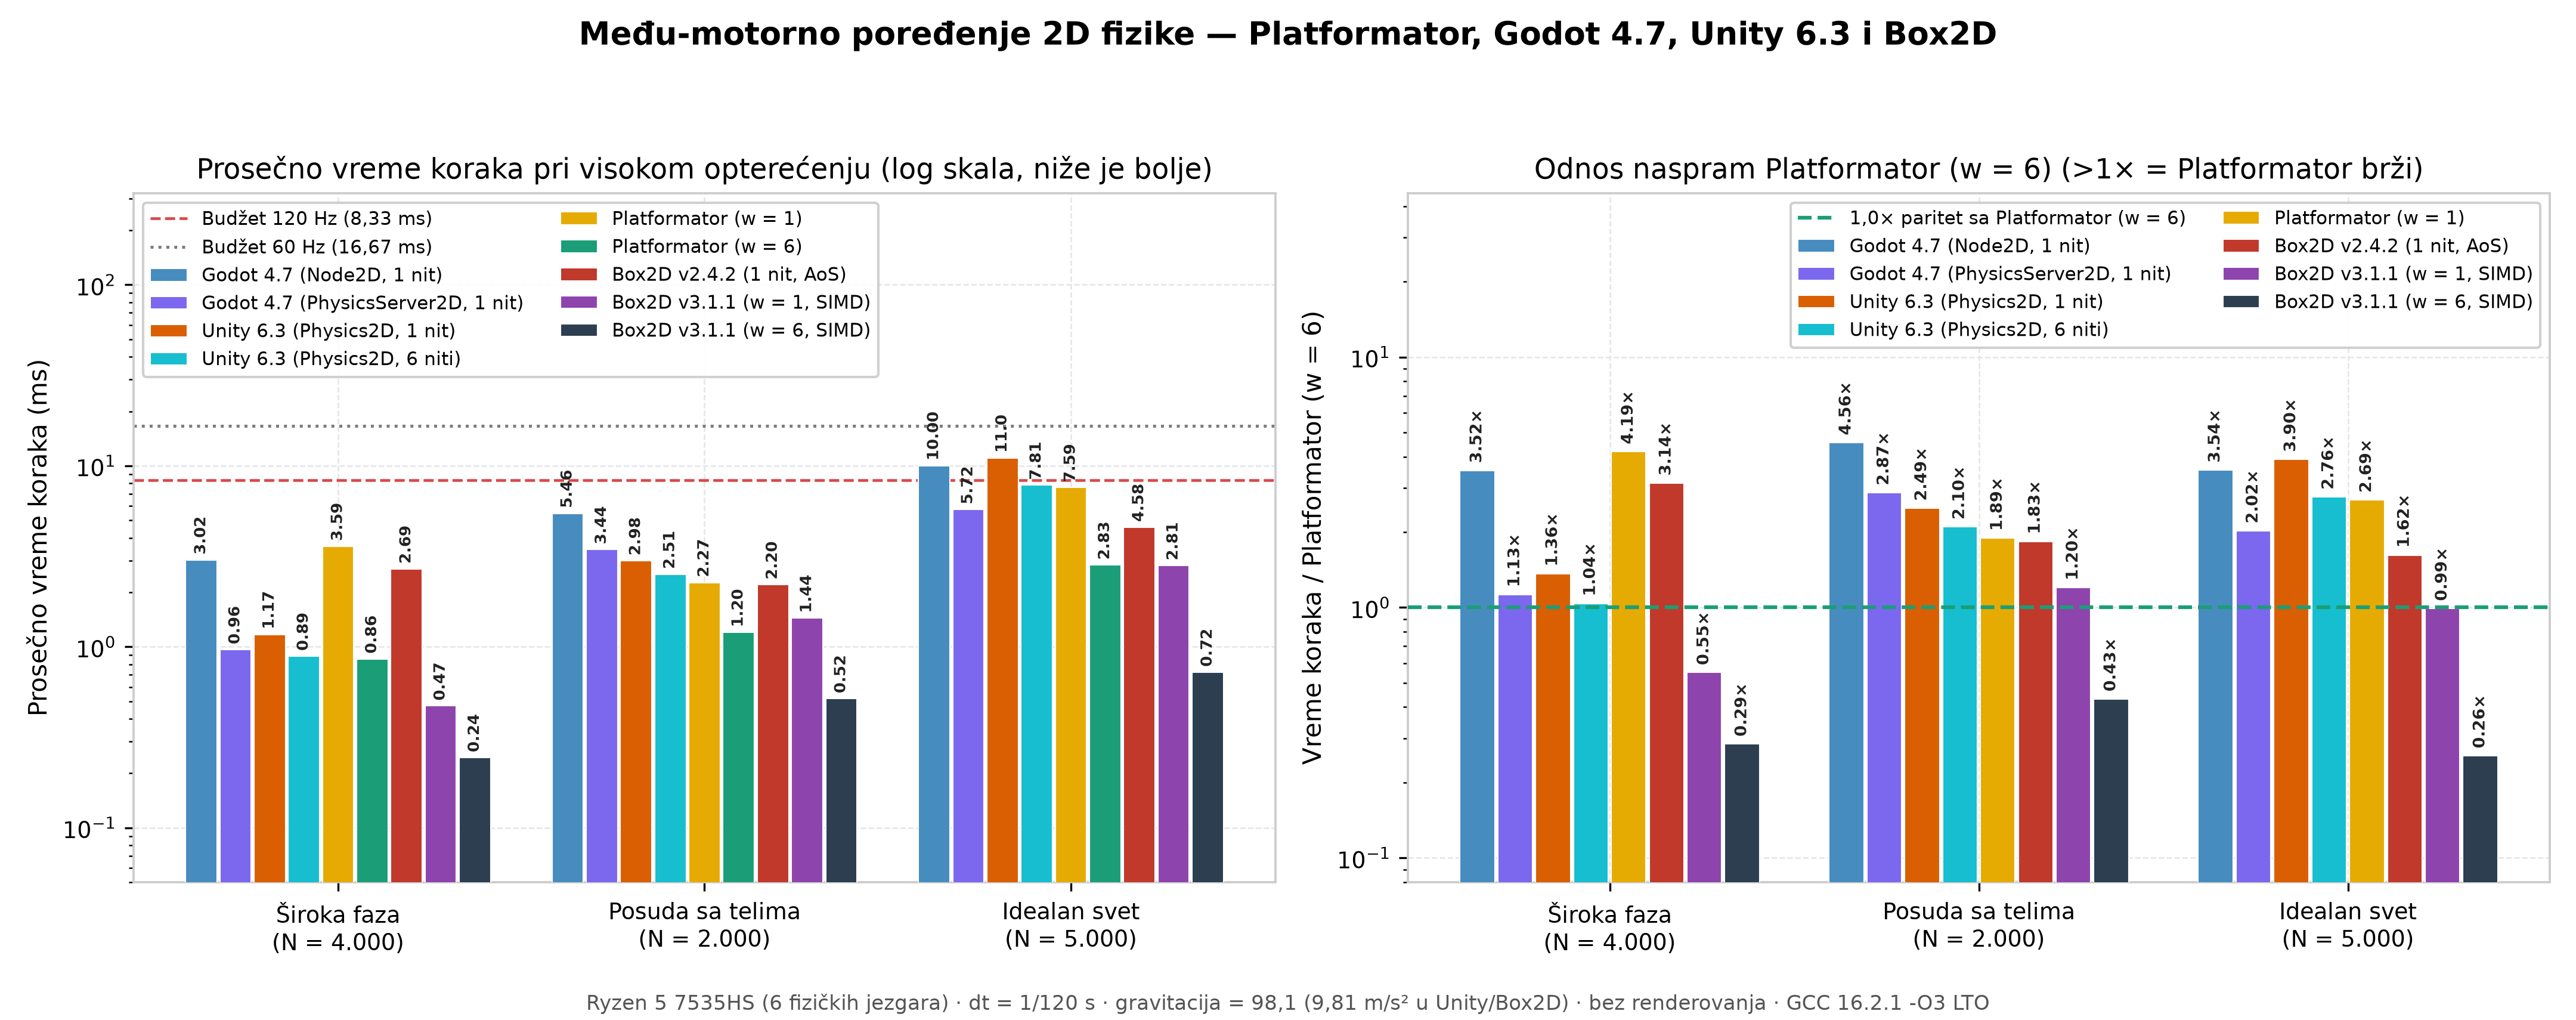 Među-motorno poređenje 2D fizike — Platformator, Godot 4.7, Unity 6.3 i Box2D
Prosečno vreme koraka pri visokom opterećenju (log skala, niže je bolje)
Prosečno vreme koraka (ms)
10²
10¹
10⁰
10⁻¹
Budžet 120 Hz (8,33 ms)
Budžet 60 Hz (16,67 ms)
Godot 4.7 (Node2D, 1 nit)
Godot 4.7 (PhysicsServer2D, 1 nit)
Unity 6.3 (Physics2D, 1 nit)
Unity 6.3 (Physics2D, 6 niti)
Platformator (w = 1)
Platformator (w = 6)
Box2D v2.4.2 (1 nit, AoS)
Box2D v3.1.1 (w = 1, SIMD)
Box2D v3.1.1 (w = 6, SIMD)
3.02
0.96
1.17
0.89
3.59
0.86
2.69
0.47
0.24
5.46
3.44
2.98
2.51
2.27
1.20
2.20
1.44
0.52
10.00
5.72
11.0
7.81
7.59
2.83
4.58
2.81
0.72
Široka faza
(N = 4.000)
Posuda sa telima
(N = 2.000)
Idealan svet
(N = 5.000)
Odnos naspram Platformator (w = 6) (>1× = Platformator brži)
Vreme koraka / Platformator (w = 6)
10¹
10⁰
10⁻¹
1,0× paritet sa Platformator (w = 6)
Godot 4.7 (Node2D, 1 nit)
Godot 4.7 (PhysicsServer2D, 1 nit)
Unity 6.3 (Physics2D, 1 nit)
Unity 6.3 (Physics2D, 6 niti)
Platformator (w = 1)
Box2D v2.4.2 (1 nit, AoS)
Box2D v3.1.1 (w = 1, SIMD)
Box2D v3.1.1 (w = 6, SIMD)
3.52×
1.13×
1.36×
1.04×
4.19×
3.14×
0.55×
0.29×
4.56×
2.87×
2.49×
2.10×
1.89×
1.83×
1.20×
0.43×
3.54×
2.02×
3.90×
2.76×
2.69×
1.62×
0.99×
0.26×
Široka faza
(N = 4.000)
Posuda sa telima
(N = 2.000)
Idealan svet
(N = 5.000)
Ryzen 5 7535HS (6 fizičkih jezgara) · dt = 1/120 s · gravitacija = 98,1 (9,81 m/s² u Unity/Box2D) · bez renderovanja · GCC 16.2.1 -O3 LTO